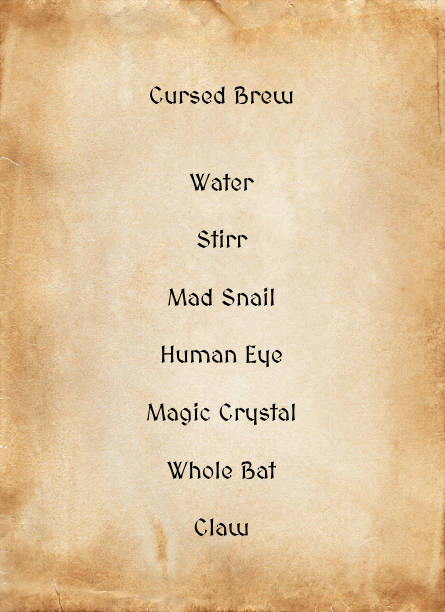 Cursed Brew
Water
Stirr
Mad Snail
Human Eye
Magic Crystal
Whole Bat
Claw